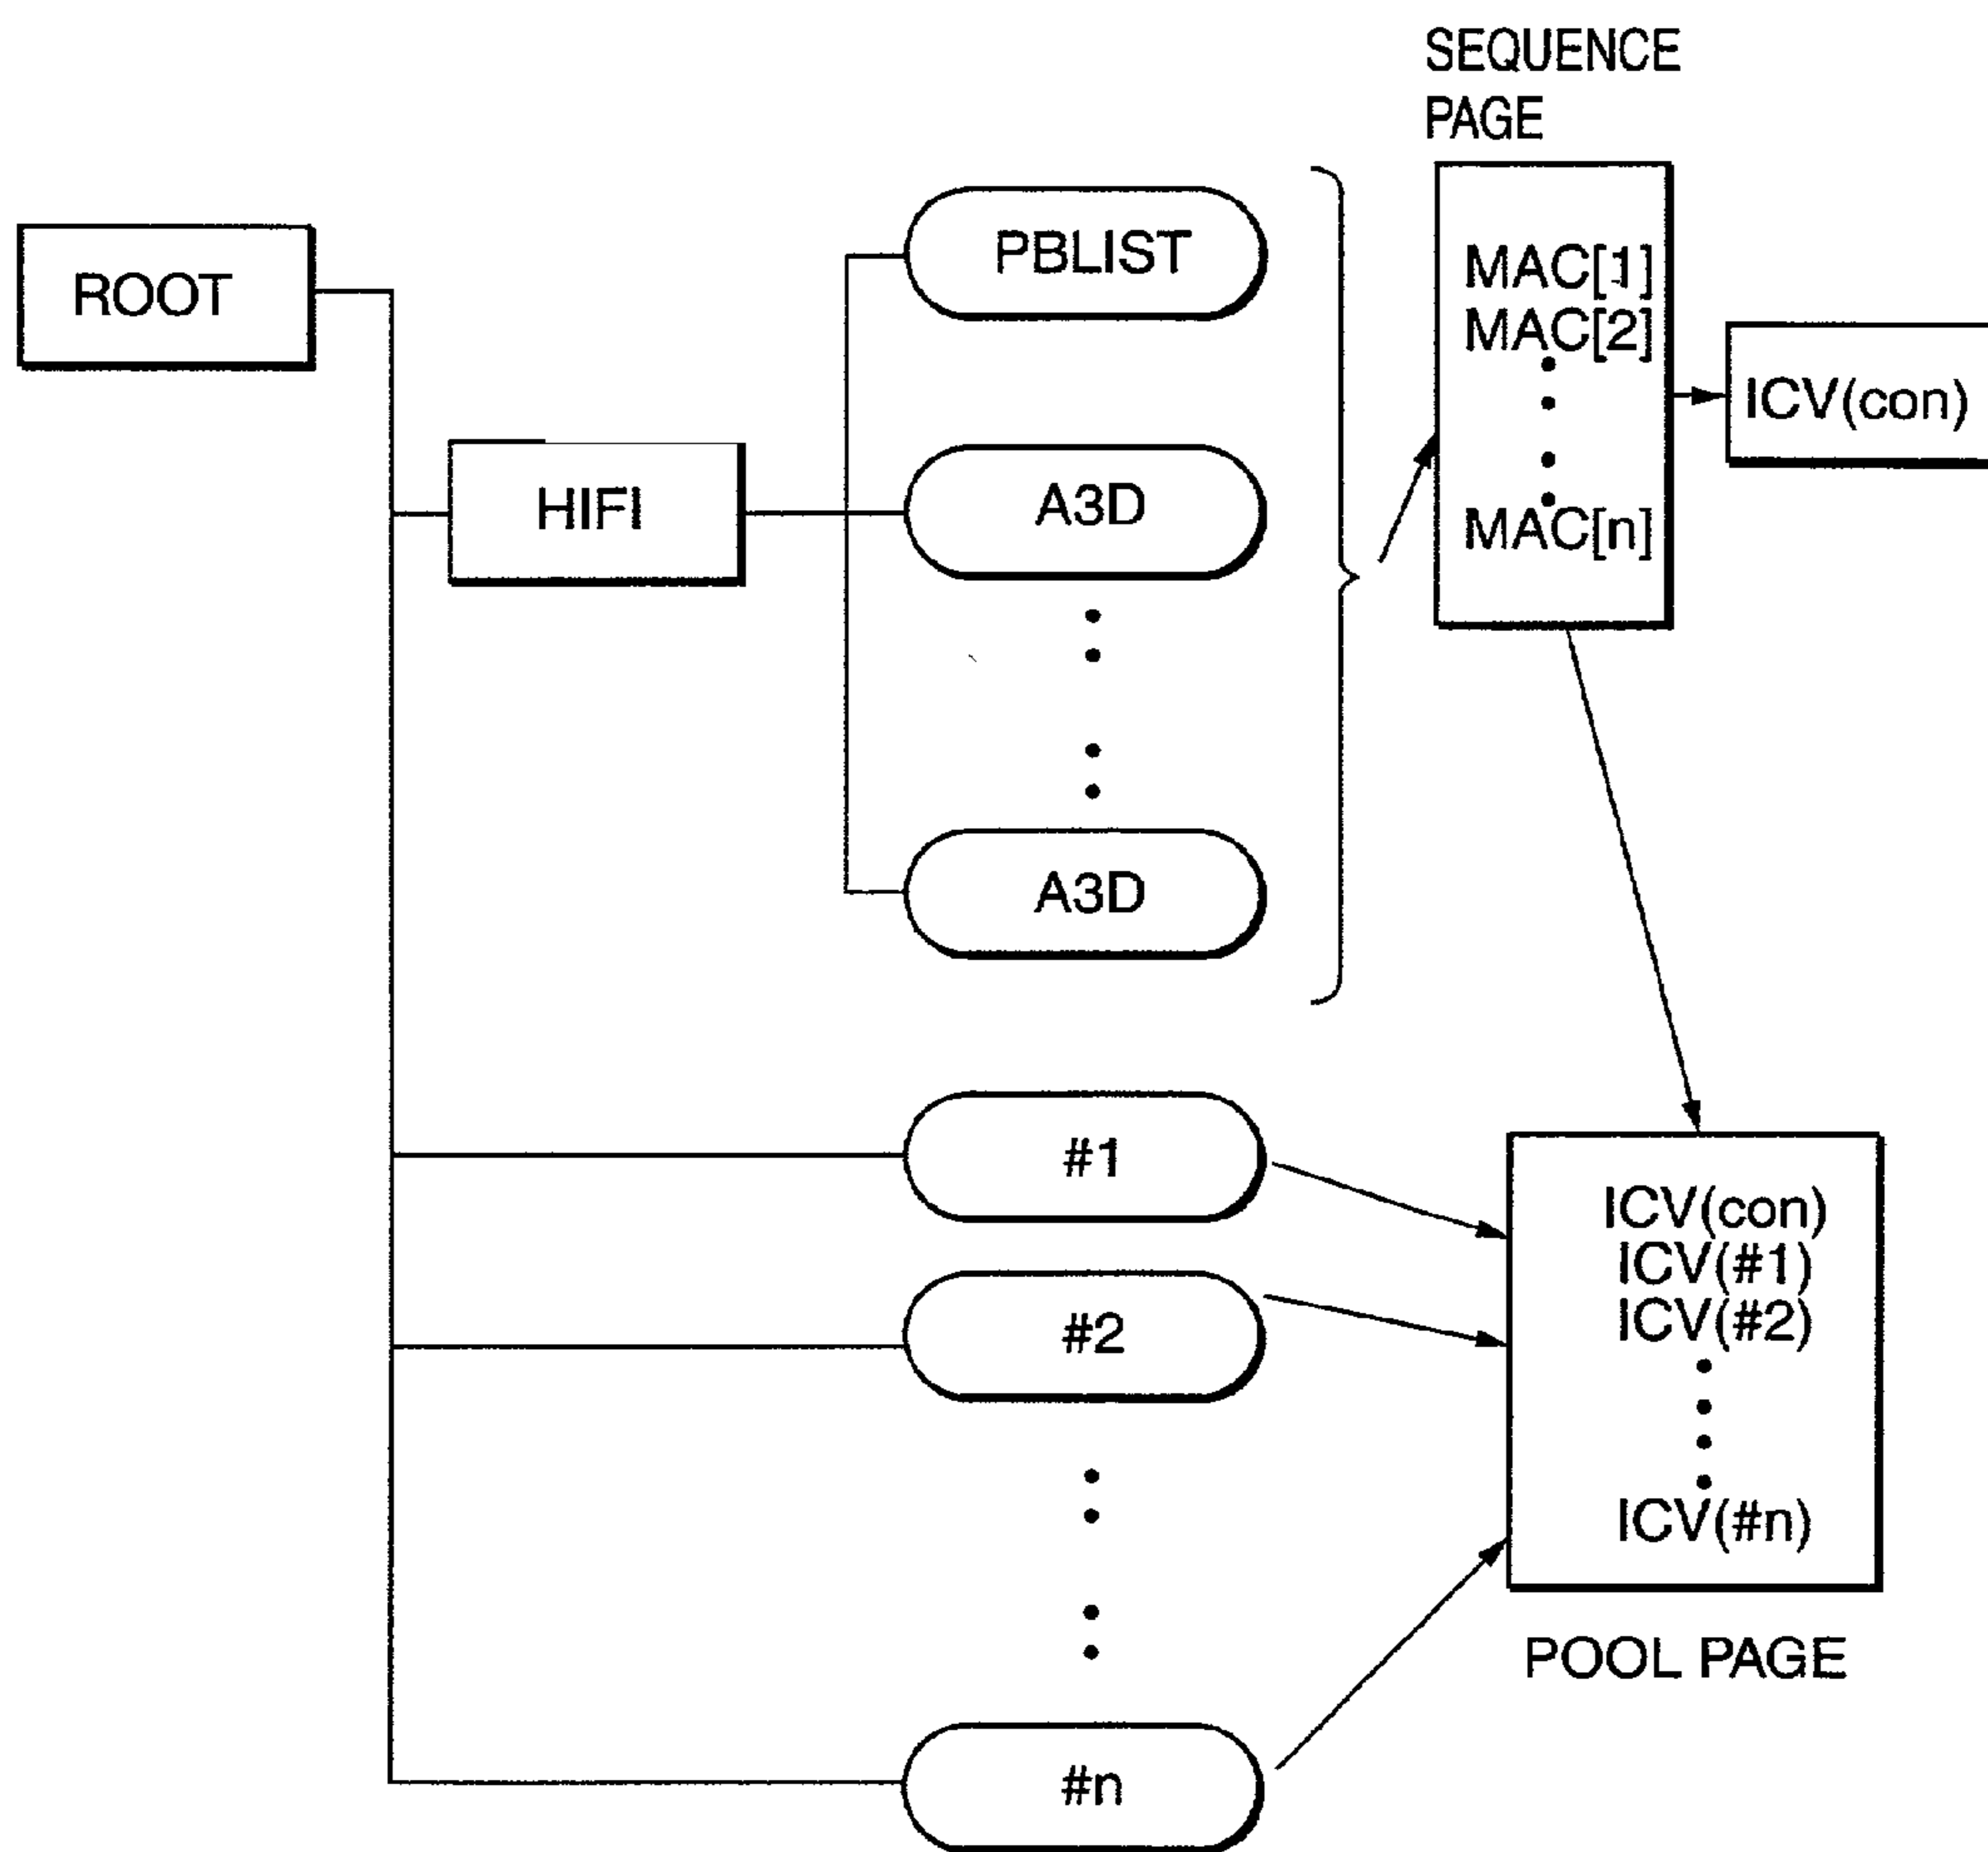 SEQUENCE
PAGE
ROOT
PBLIST
MAC[1]
MAC[2]
MAC[n]
ICV(con)
HIFI
A3D
A3D
#1
#2
#n
ICV(con)
ICV(#1)
ICV(#2)
ICV(#n)
POOL PAGE